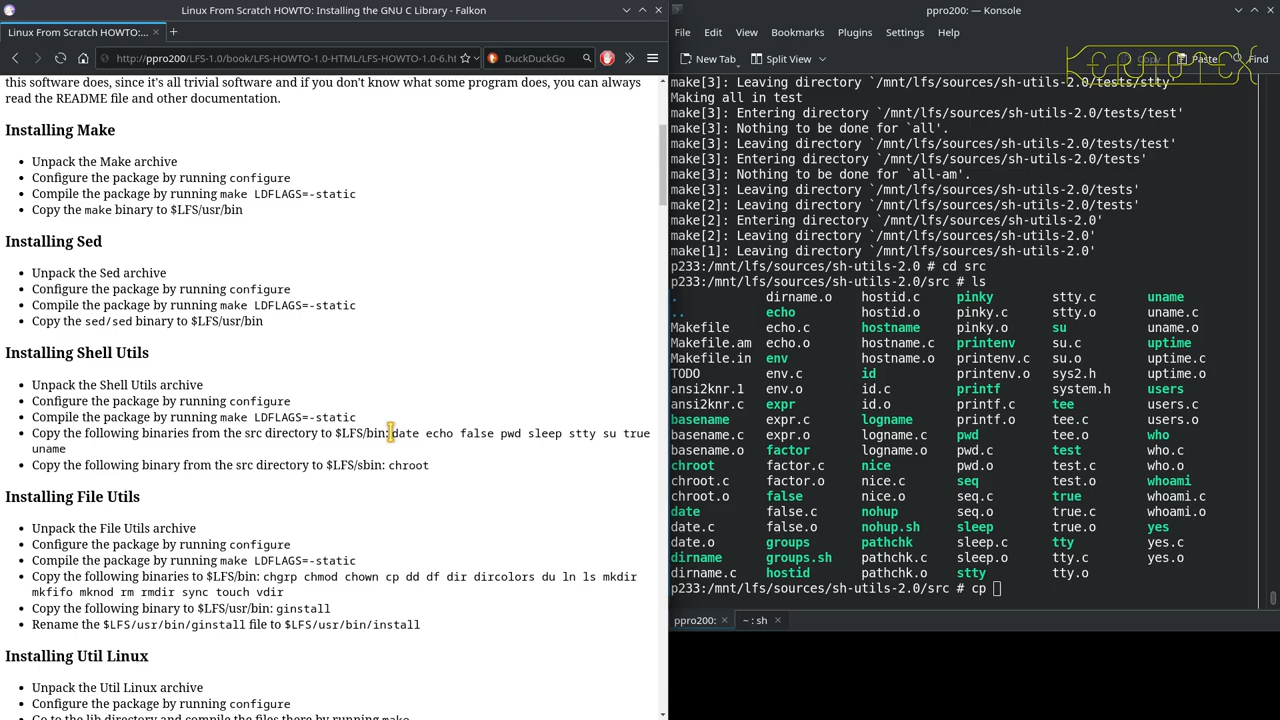 Linux From Scratch HOWTO: Installing the GNU C Library - Falkon
Linux From Scratch HOWTO:...
http://ppro200/LFS-1.0/book/LFS-HOWTO-1.0-HTML/LFS-HOWTO-1.0-6.ht
DuckDuckGo
this software does, since it's all trivial software and if you don't know what some program does, you can always
read the README file and other documentation.
Installing Make
• Unpack the Make archive
• Configure the package by running configure
• Compile the package by running make LDFLAGS=-static
• Copy the make binary to $LFS/usr/bin
Installing Sed
• Unpack the Sed archive
• Configure the package by running configure
• Compile the package by running make LDFLAGS=-static
• Copy the sed/sed binary to $LFS/usr/bin
Installing Shell Utils
• Unpack the Shell Utils archive
• Configure the package by running configure
• Compile the package by running make LDFLAGS=-static
• Copy the following binaries from the src directory to $LFS/bin: date echo false pwd sleep stty su true
uname
• Copy the following binary from the src directory to $LFS/sbin: chroot
Installing File Utils
• Unpack the File Utils archive
• Configure the package by running configure
• Compile the package by running make LDFLAGS=-static
• Copy the following binaries to $LFS/bin: chgrp chmod chown cp dd df dir dircolors du ln ls mkdir
mkfifo mknod rm rmdir sync touch vdir
• Copy the following binary to $LFS/usr/bin: ginstall
• Rename the $LFS/usr/bin/ginstall file to $LFS/usr/bin/install
Installing Util Linux
• Unpack the Util Linux archive
• Configure the package by running configure
• Go to the lib directory and compile the files there by running make
ppro200: — Konsole
File Edit View Bookmarks Plugins Settings Help
New Tab Split View Copy Paste Find
make[3]: Leaving directory `/mnt/lfs/sources/sh-utils-2.0/tests/stty'
Making all in test
make[3]: Entering directory `/mnt/lfs/sources/sh-utils-2.0/tests/test'
make[3]: Nothing to be done for `all'.
make[3]: Leaving directory `/mnt/lfs/sources/sh-utils-2.0/tests/test'
make[3]: Entering directory `/mnt/lfs/sources/sh-utils-2.0/tests'
make[3]: Nothing to be done for `all-am'.
make[3]: Leaving directory `/mnt/lfs/sources/sh-utils-2.0/tests'
make[2]: Leaving directory `/mnt/lfs/sources/sh-utils-2.0/tests'
make[2]: Entering directory `/mnt/lfs/sources/sh-utils-2.0'
make[2]: Leaving directory `/mnt/lfs/sources/sh-utils-2.0'
make[1]: Leaving directory `/mnt/lfs/sources/sh-utils-2.0'
p233:/mnt/lfs/sources/sh-utils-2.0 # cd src
p233:/mnt/lfs/sources/sh-utils-2.0/src # ls
. dirname.o hostid.c pinky stty.c uname
.. echo hostid.o pinky.c stty.o uname.c
Makefile echo.c hostname pinky.o su uname.o
Makefile.am echo.o hostname.c printenv su.c uptime
Makefile.in env hostname.o printenv.c su.o uptime.c
TODO env.c id printenv.o sys2.h uptime.o
ansi2knr.1 env.o id.c printf system.h users
ansi2knr.c expr id.o printf.c tee users.c
basename expr.c logname printf.o tee.c users.o
basename.c expr.o logname.c pwd tee.o who
basename.o factor logname.o pwd.c test who.c
chroot factor.c nice pwd.o test.c who.o
chroot.c factor.o nice.c seq test.o whoami
chroot.o false nice.o seq.c true whoami.c
date false.c nohup seq.o true.c whoami.o
date.c false.o nohup.sh sleep true.o yes
date.o groups pathchk sleep.c tty yes.c
dirname groups.sh pathchk.c sleep.o tty.c yes.o
dirname.c hostid pathchk.o stty tty.o
p233:/mnt/lfs/sources/sh-utils-2.0/src # cp
ppro200: ~ : sh